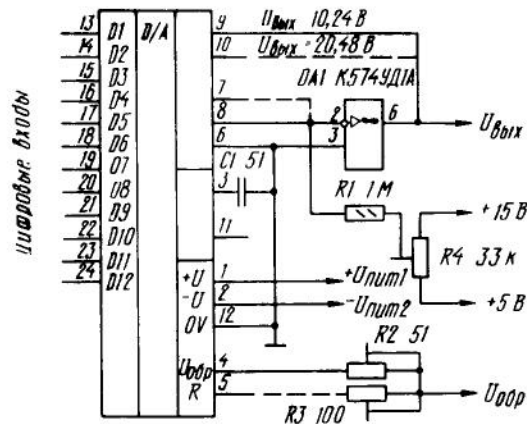 13 D1 D/A 9 Uвых 10,24 В
14 D2 10 Uвых = 20,48 В
15 D3 DA1 К574УД1А
16 D4 7
17 D5 8 2 6 Uвых
18 D6 6 3
19 D7 C1 51
20 D8 3
21 D9 R1 1М +15 В
22 D10 11
23 D11 R4 33 к
24 D12 +U 1 +Uпит1
-U 2 -Uпит2 +5 В
0V 12 R2 51
Uобр 4 Uобр
R 5
R3 100
Цифровые входы